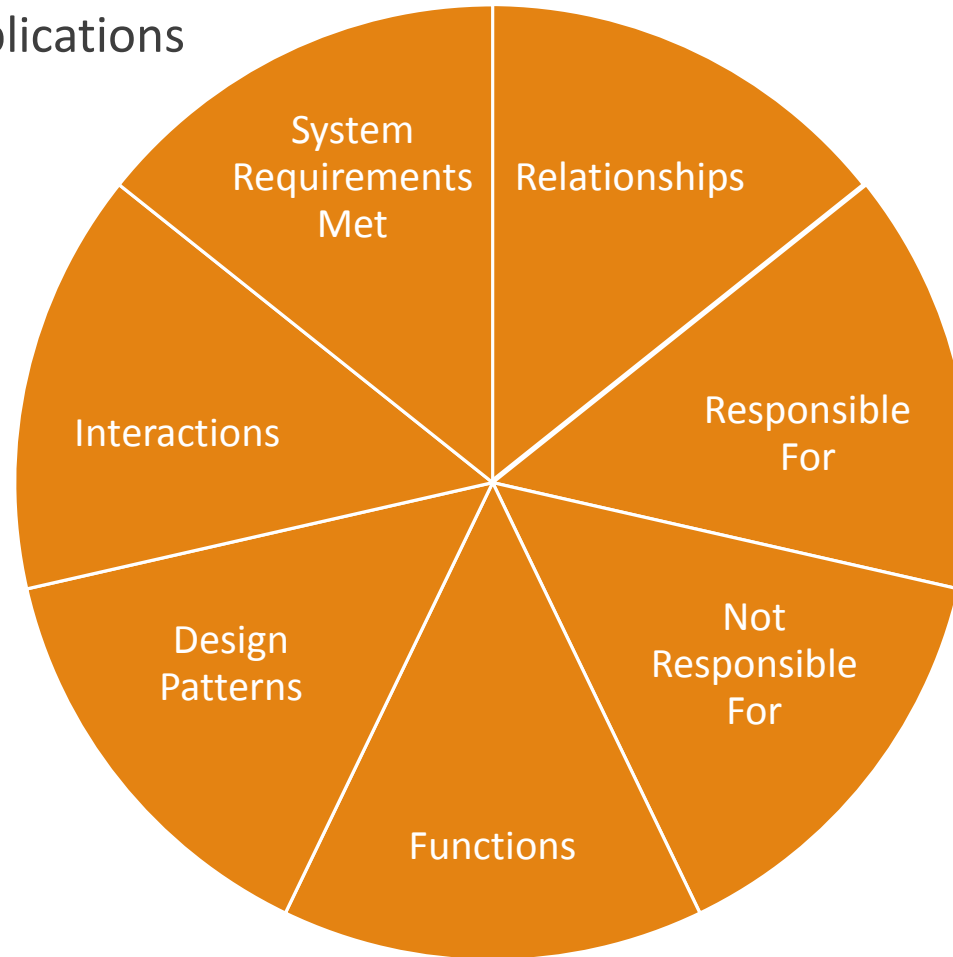 plications
System
Requirements
Met
Relationships
Responsible
For
Not
Responsible
For
Functions
Design
Patterns
Interactions